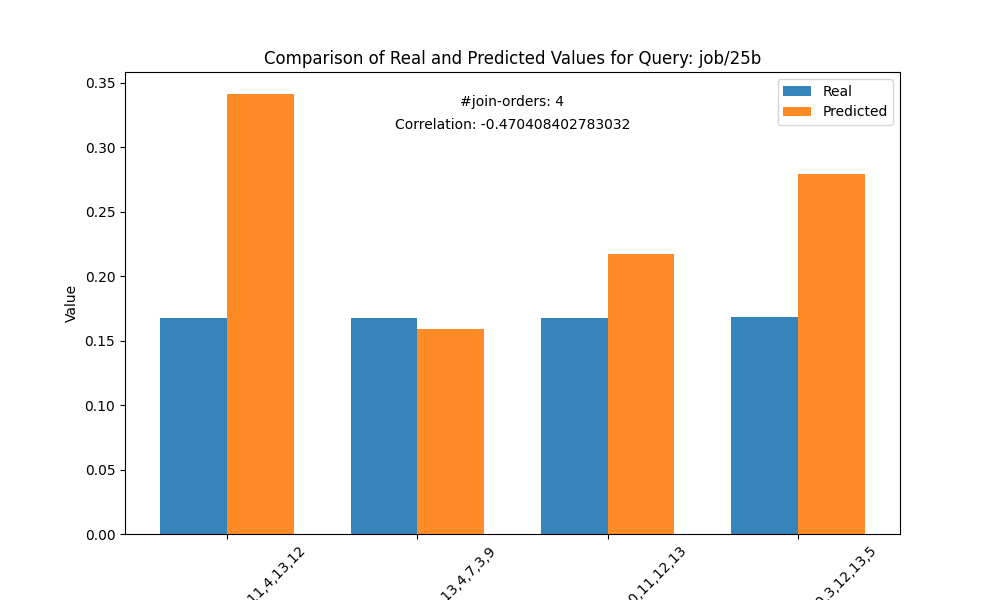 Comparison of Real and Predicted Values for Query: job/25b
#join-orders: 4
Correlation: -0.470408402783032
Real
Predicted
Value
0.35
0.30
0.25
0.20
0.15
0.10
0.05
0.00
11,4,13,12
13,4,7,3,9
0,11,12,13
0,3,12,13,5